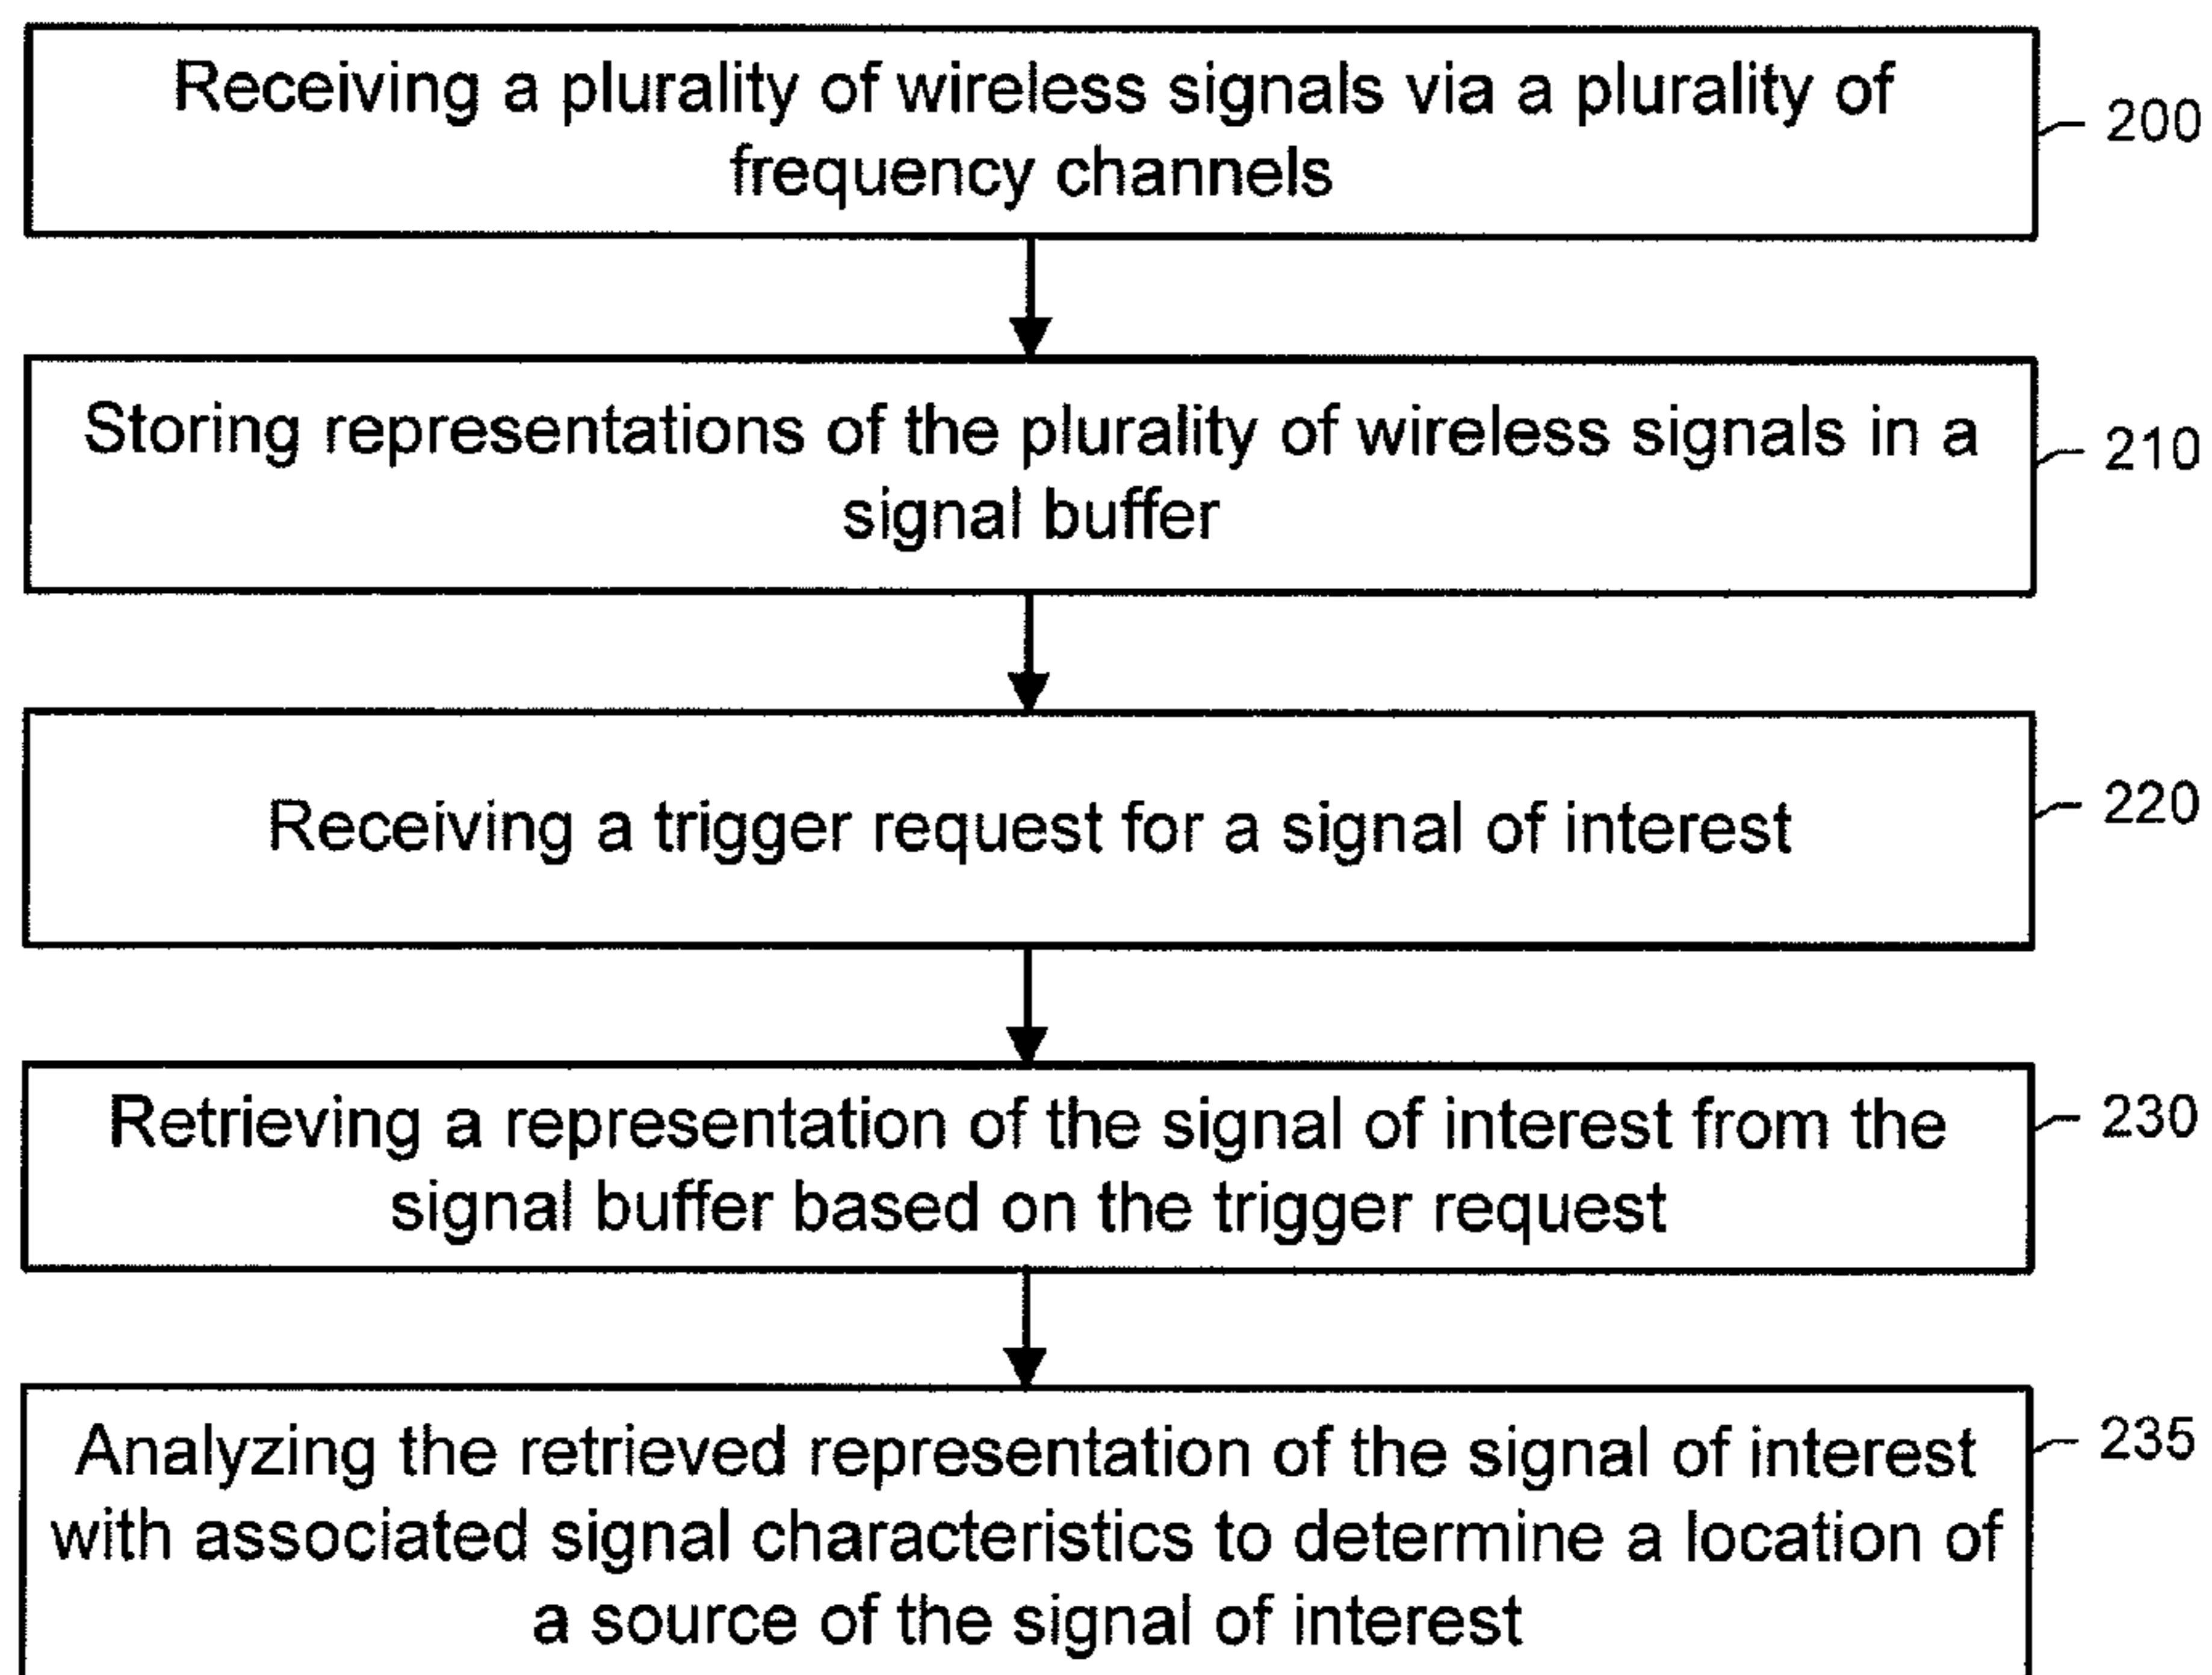 Receiving a plurality of wireless signals via a plurality of
frequency channels
200
Storing representations of the plurality of wireless signals in a
signal buffer
210
Receiving a trigger request for a signal of interest
220
Retrieving a representation of the signal of interest from the
signal buffer based on the trigger request
230
Analyzing the retrieved representation of the signal of interest
with associated signal characteristics to determine a location of
a source of the signal of interest
235